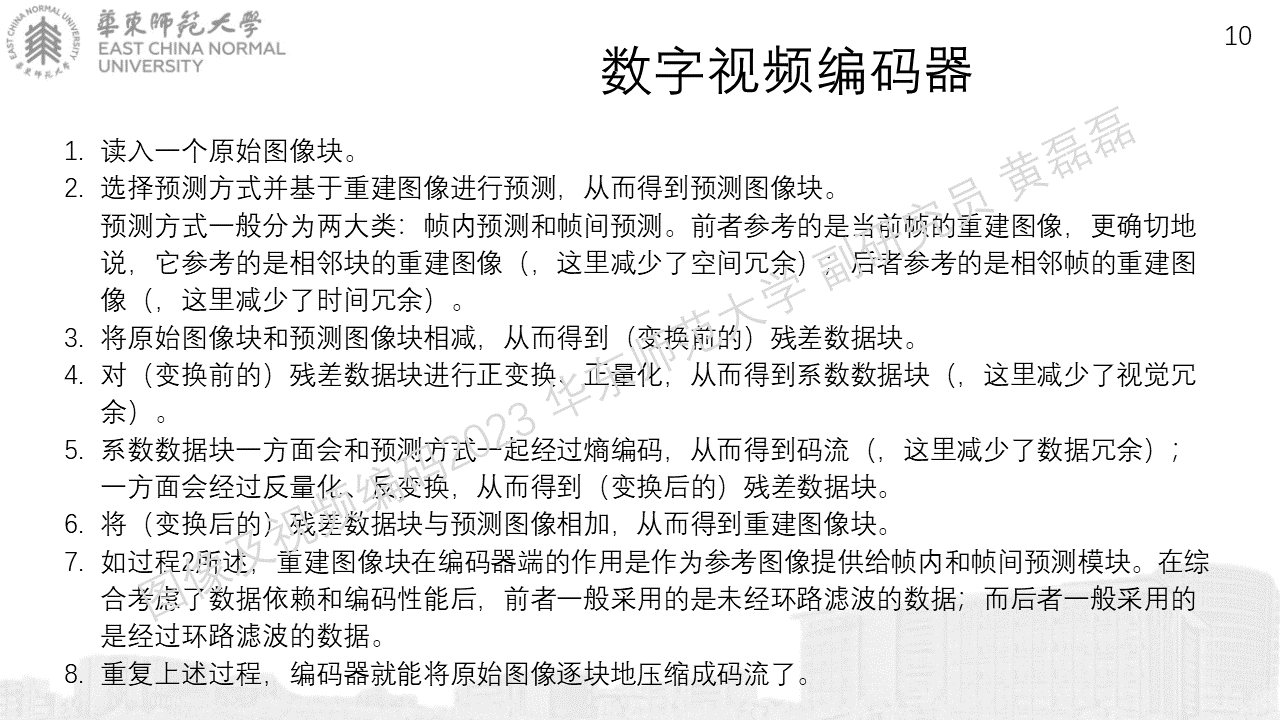 華東師范大學
EAST CHINA NORMAL
UNIVERSITY
EAST CHINA NORMAL UNIVERSITY
華東師范大學
10
数字视频编码器
1. 读入一个原始图像块。
2. 选择预测方式并基于重建图像进行预测，从而得到预测图像块。
预测方式一般分为两大类：帧内预测和帧间预测。前者参考的是当前帧的重建图像，更确切地
说，它参考的是相邻块的重建图像（，这里减少了空间冗余）；后者参考的是相邻帧的重建图
像（，这里减少了时间冗余）。
3. 将原始图像块和预测图像块相减，从而得到（变换前的）残差数据块。
4. 对（变换前的）残差数据块进行正变换、正量化，从而得到系数数据块（，这里减少了视觉冗
余）。
5. 系数数据块一方面会和预测方式一起经过熵编码，从而得到码流（，这里减少了数据冗余）；
一方面会经过反量化、反变换，从而得到（变换后的）残差数据块。
6. 将（变换后的）残差数据块与预测图像相加，从而得到重建图像块。
7. 如过程2所述，重建图像块在编码器端的作用是作为参考图像提供给帧内和帧间预测模块。在综
合考虑了数据依赖和编码性能后，前者一般采用的是未经环路滤波的数据；而后者一般采用的
是经过环路滤波的数据。
8. 重复上述过程，编码器就能将原始图像逐块地压缩成码流了。
图像及视频编码2023 华东师范大学 副研究员 黄磊磊